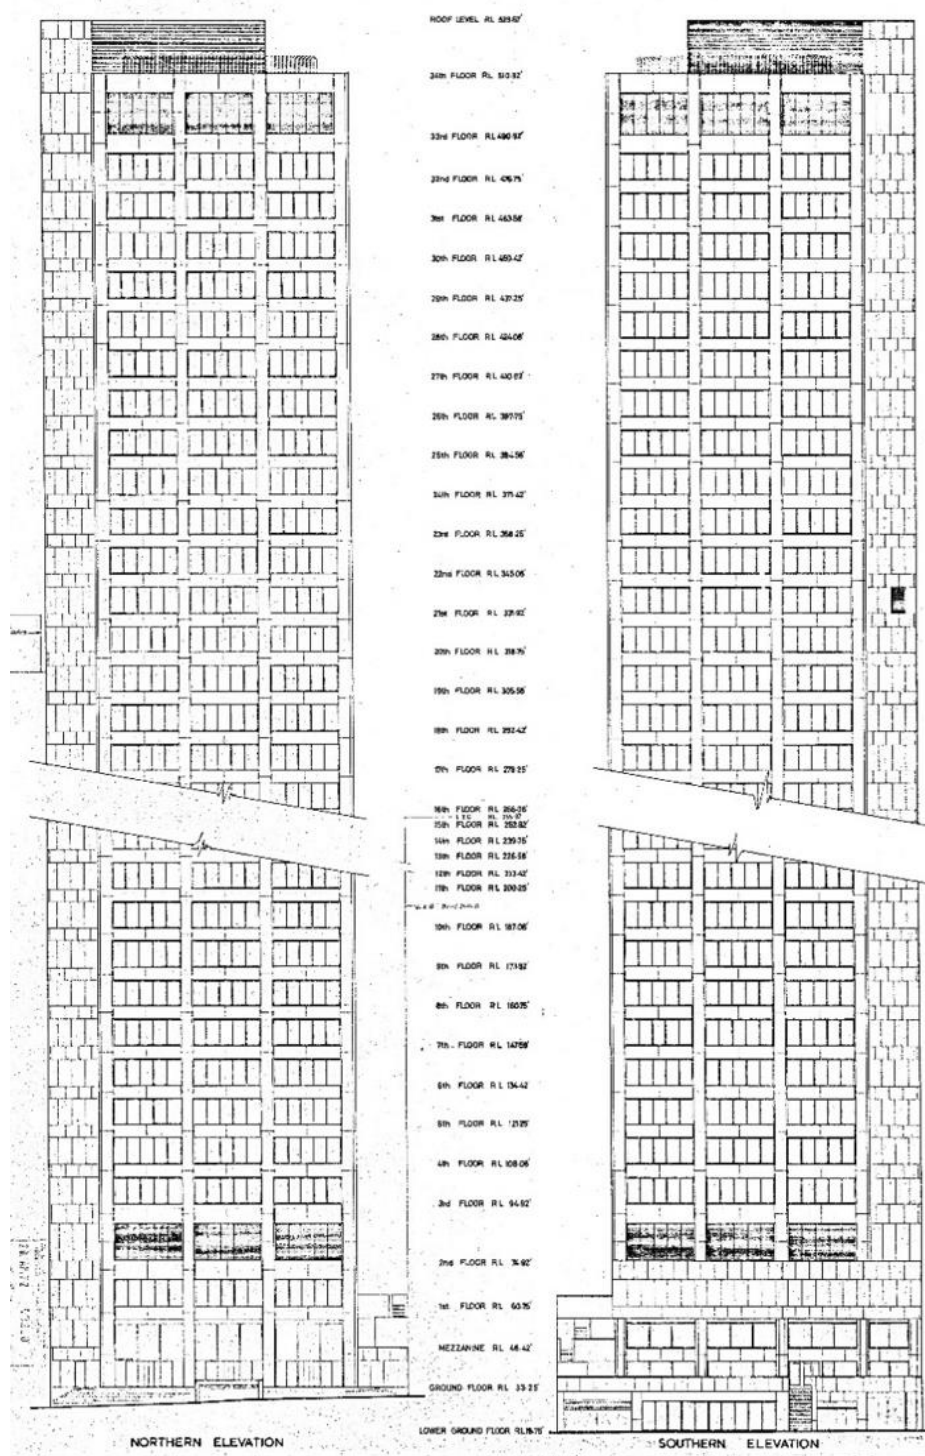 ROOF LEVEL RL
34th FLOOR RL 510·92'
33rd FLOOR RL 490·92'
32nd FLOOR RL 476·75'
31st FLOOR RL 463·58'
30th FLOOR RL 450·42'
29th FLOOR RL 437·25'
28th FLOOR RL 424·08'
27th FLOOR RL
26th FLOOR RL 397·75'
25th FLOOR RL 384·58'
24th FLOOR RL 371·42'
23rd FLOOR RL 358·25'
22nd FLOOR RL 345·08'
21st FLOOR RL 331·92'
20th FLOOR RL 318·75'
19th FLOOR RL 305·58'
18th FLOOR RL 292·42'
17th FLOOR RL 279·25'
16th FLOOR RL
15th FLOOR RL
14th FLOOR RL 239·75'
13th FLOOR RL 226·58'
12th FLOOR RL 213·42'
11th FLOOR RL 200·25'
10th FLOOR RL 187·08'
9th FLOOR RL 173·92'
8th FLOOR RL 160·75'
7th FLOOR RL 147·58'
6th FLOOR RL 134·42
5th FLOOR RL 121·25'
4th FLOOR RL 108·08'
3rd FLOOR RL 94·92'
2nd FLOOR RL 74·92'
1st FLOOR RL 60·75'
MEZZANINE RL 48·42'
GROUND FLOOR RL 33·25'
LOWER GROUND FLOOR RL 19·75'
NORTHERN ELEVATION
SOUTHERN ELEVATION